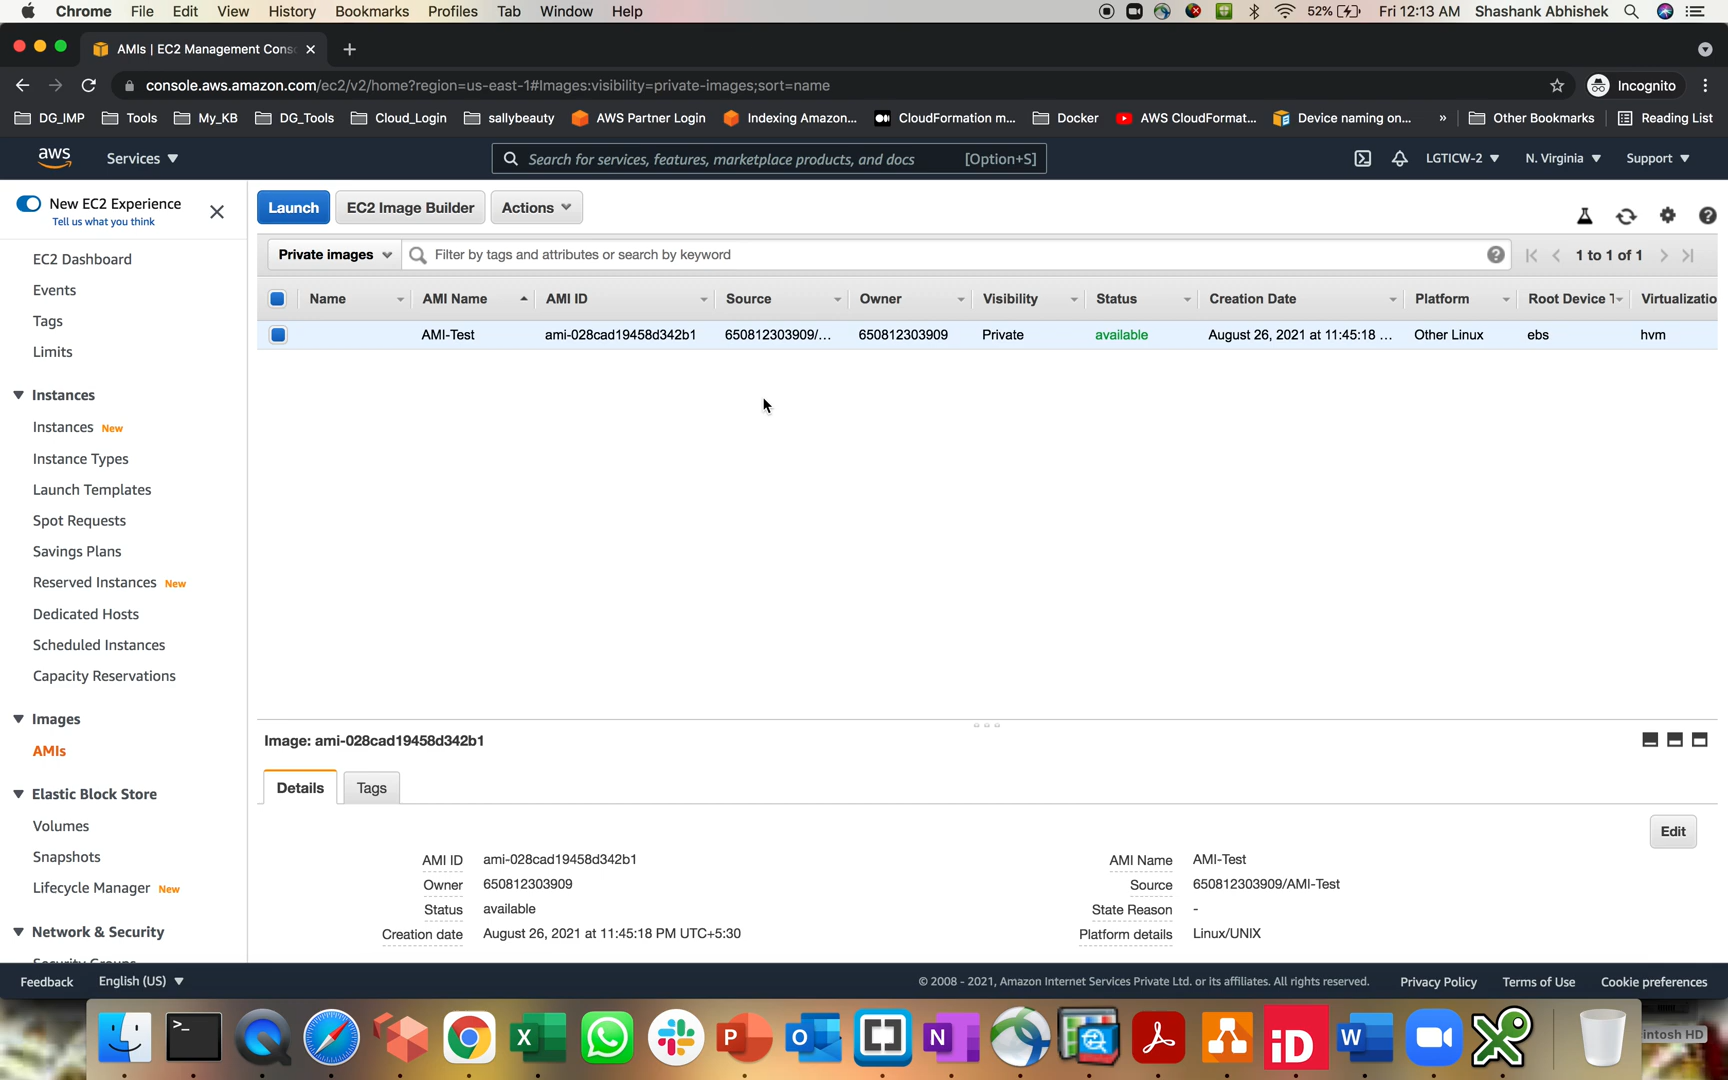 Chrome File Edit View History Bookmarks Profiles Tab Window Help 52% Fri 12:13 AM Shashank Abhishek
AMIs | EC2 Management Cons
console.aws.amazon.com/ec2/v2/home?region=us-east-1#Images:visibility=private-images;sort=name Incognito
DG_IMP Tools My_KB DG_Tools Cloud_Login sallybeauty AWS Partner Login Indexing Amazon... CloudFormation m... Docker AWS CloudFormat... Device naming on... » Other Bookmarks Reading List
aws Services Search for services, features, marketplace products, and docs [Option+S] LGTICW-2 N. Virginia Support
New EC2 Experience
Tell us what you think
EC2 Dashboard
Events
Tags
Limits
Instances
Instances New
Instance Types
Launch Templates
Spot Requests
Savings Plans
Reserved Instances New
Dedicated Hosts
Scheduled Instances
Capacity Reservations
Images
AMIs
Elastic Block Store
Volumes
Snapshots
Lifecycle Manager New
Network & Security
Security Groups
Launch EC2 Image Builder Actions
Private images Filter by tags and attributes or search by keyword 1 to 1 of 1
Name AMI Name AMI ID Source Owner Visibility Status Creation Date Platform Root Device T Virtualizatio
AMI-Test ami-028cad19458d342b1 650812303909/... 650812303909 Private available August 26, 2021 at 11:45:18 ... Other Linux ebs hvm
Image: ami-028cad19458d342b1
Details Tags
Edit
AMI ID ami-028cad19458d342b1 AMI Name AMI-Test
Owner 650812303909 Source 650812303909/AMI-Test
Status available State Reason -
Creation date August 26, 2021 at 11:45:18 PM UTC+5:30 Platform details Linux/UNIX
Feedback English (US) © 2008 - 2021, Amazon Internet Services Private Ltd. or its affiliates. All rights reserved. Privacy Policy Terms of Use Cookie preferences
>_ X P O N iD W X intosh HD